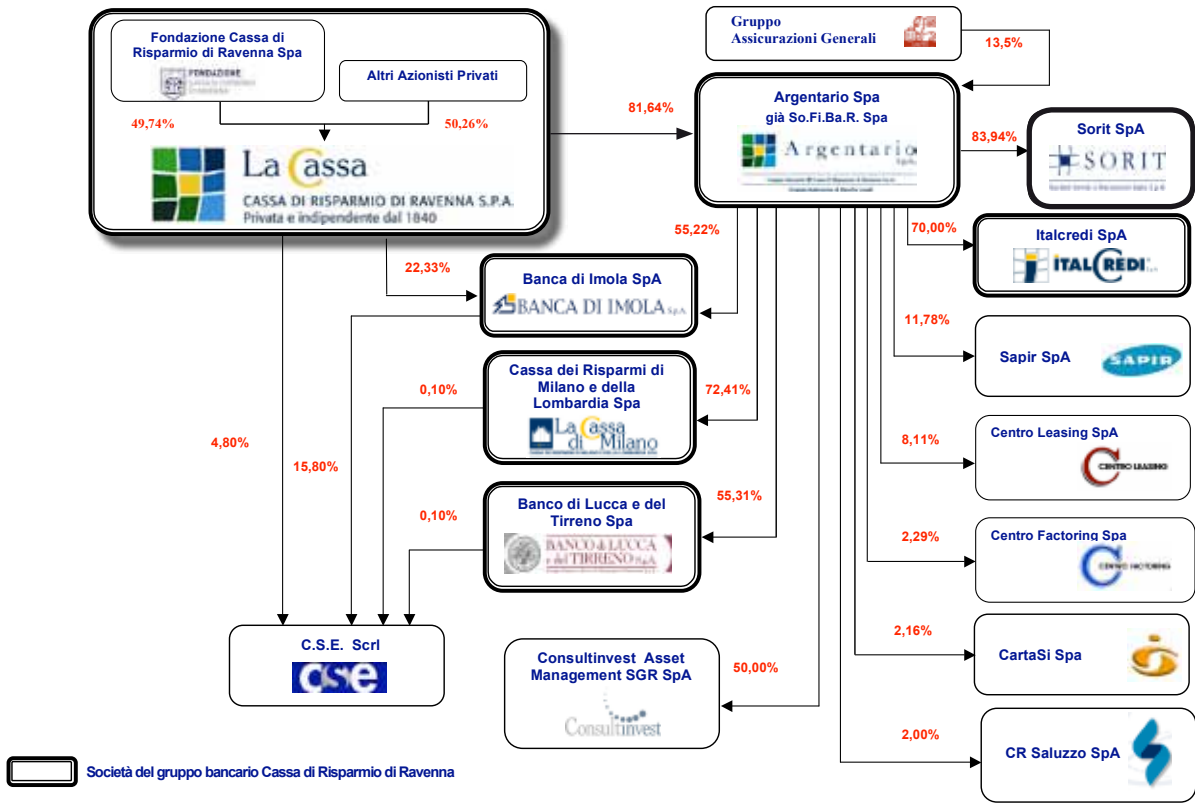 Fondazione Cassa di
Risparmio di Ravenna Spa
FONDAZIONE
Altri Azionisti Privati
49,74%
50,26%
La Cassa
CASSA DI RISPARMIO DI RAVENNA S.P.A.
Privata e indipendente dal 1840
Gruppo
Assicurazioni Generali
13,5%
81,64%
Argentario Spa
già So.Fi.Ba.R. Spa
Argentario
83,94%
Sorit SpA
SORIT
70,00%
Italcredi SpA
ITALCREDI
55,22%
22,33%
Banca di Imola SpA
BANCA DI IMOLA SpA
11,78%
Sapir SpA
SAPIR
Cassa dei Risparmi di
Milano e della
Lombardia Spa
La Cassa
di Milano
0,10%
72,41%
4,80%
15,80%
8,11%
Centro Leasing SpA
CENTRO LEASING
Banco di Lucca e del
Tirreno Spa
BANCO di LUCCA
e del TIRRENO S.p.A.
0,10%
55,31%
2,29%
Centro Factoring Spa
CENTRO FACTORING
C.S.E. Scrl
cse
Consultinvest Asset
Management SGR SpA
Consultinvest
50,00%
2,16%
CartaSi Spa
2,00%
CR Saluzzo SpA
Società del gruppo bancario Cassa di Risparmio di Ravenna